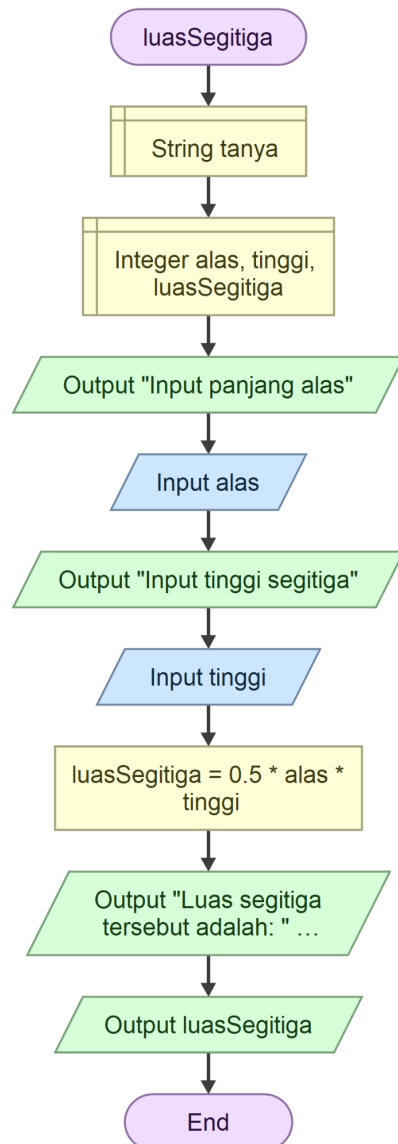 luasSegitiga
String tanya
Integer alas, tinggi,
luasSegitiga
Output "Input panjang alas"
Input alas
Output "Input tinggi segitiga"
Input tinggi
luasSegitiga = 0.5 * alas *
tinggi
Output "Luas segitiga
tersebut adalah: " ...
Output luasSegitiga
End